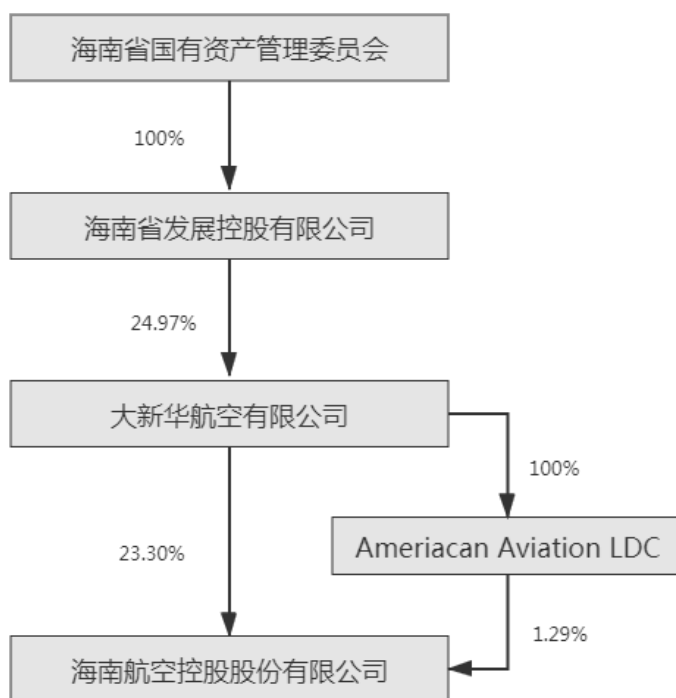 海南省国有资产管理委员会
100%
海南省发展控股有限公司
24.97%
大新华航空有限公司
100%
23.30%
Ameriacan Aviation LDC
1.29%
海南航空控股股份有限公司